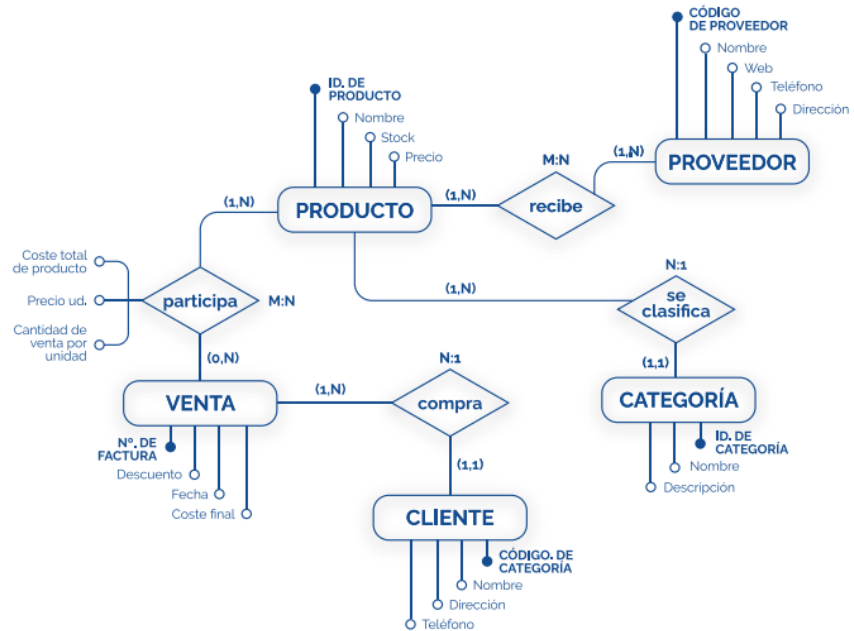 CÓDIGO
DE PROVEEDOR
Nombre
Web
Teléfono
Dirección
PROVEEDOR
ID. DE
PRODUCTO
Nombre
Stock
Precio
PRODUCTO
(1,N)
M:N
recibe
(1,N)
(1,N)
Coste total
de producto
Precio ud.
Cantidad de
venta por
unidad
participa
M:N
(0,N)
(1,N)
N:1
se
clasifica
(1,1)
CATEGORÍA
ID. DE
CATEGORÍA
Nombre
Descripción
VENTA
Nº. DE
FACTURA
Descuento
Fecha
Coste final
(1,N)
N:1
compra
(1,1)
CLIENTE
CÓDIGO. DE
CATEGORÍA
Nombre
Dirección
Teléfono